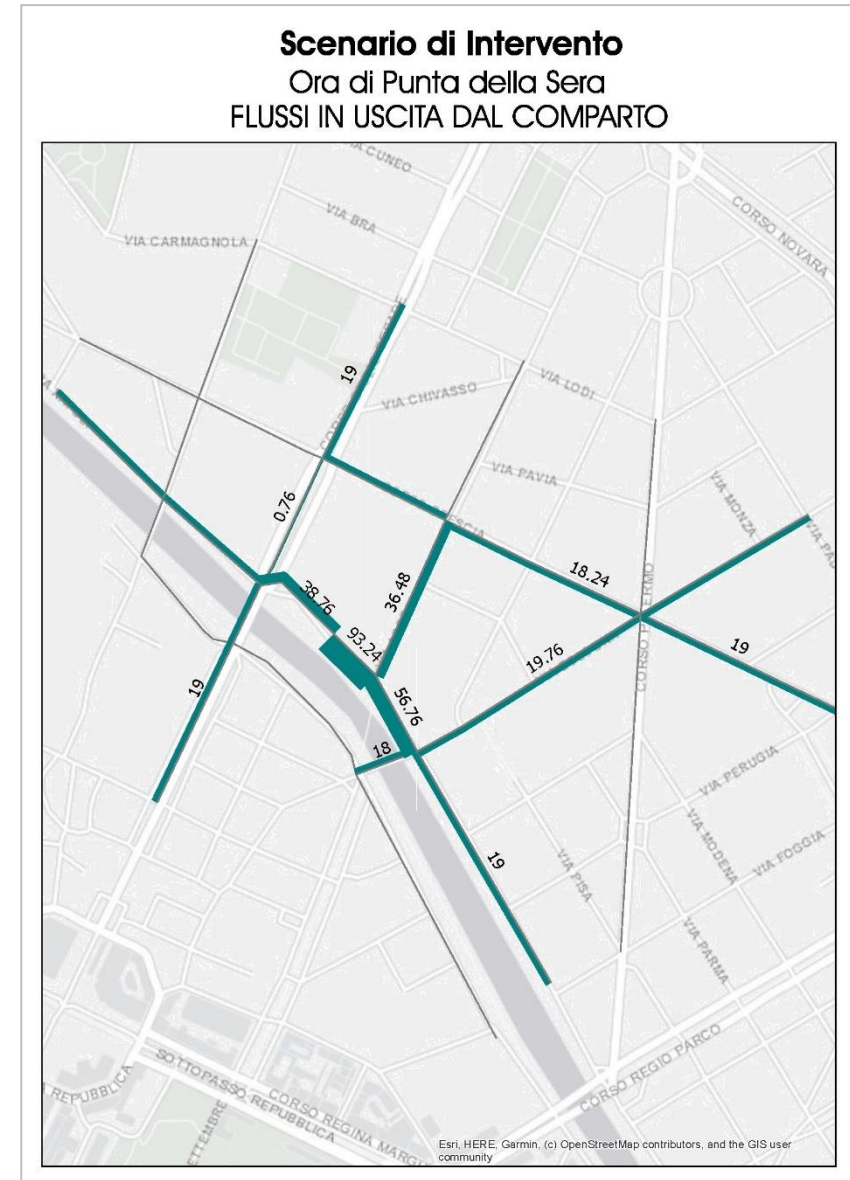 Scenario di Intervento
Ora di Punta della Sera
FLUSSI IN USCITA DAL COMPARTO
CUNEO
VIA BRA
VIA CARMAGNOLA
CORSO NOVARA
19
VIA CHIVASSO
VIA LODI
VIA PAVIA
VIA MONZA
0.76
36.48
18.24
38.76
93.24
CORSO PALERMO
19.76
19
56.76
19
18
VIA PERUGIA
VIA MODENA
VIA FOGGIA
19
VIA PISA
VIA PARMA
CORSO REGIO PARCO
SOTTOPASSO REPUBBLICA
REPUBBLICA
CORSO REGINA MARG
ETTEMBRE
Esri, HERE, Garmin, (c) OpenStreetMap contributors, and the GIS user
community